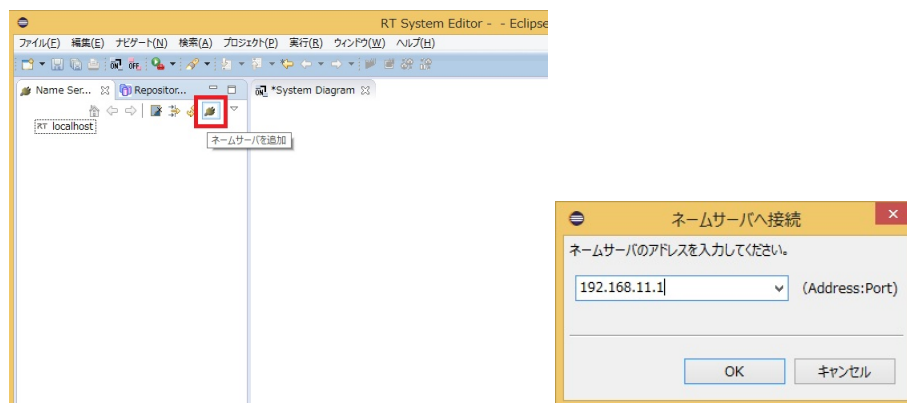 RT System Editor - - Eclipse
ファイル(F) 編集(E) ナビゲート(N) 検索(A) プロジェクト(P) 実行(R) ウィンドウ(W) ヘルプ(H)
ON OFF
Name Ser... Repositor... *System Diagram
RT localhost
ネームサーバを追加
ネームサーバへ接続
ネームサーバのアドレスを入力してください。
192.168.11.1 (Address:Port)
OK キャンセル